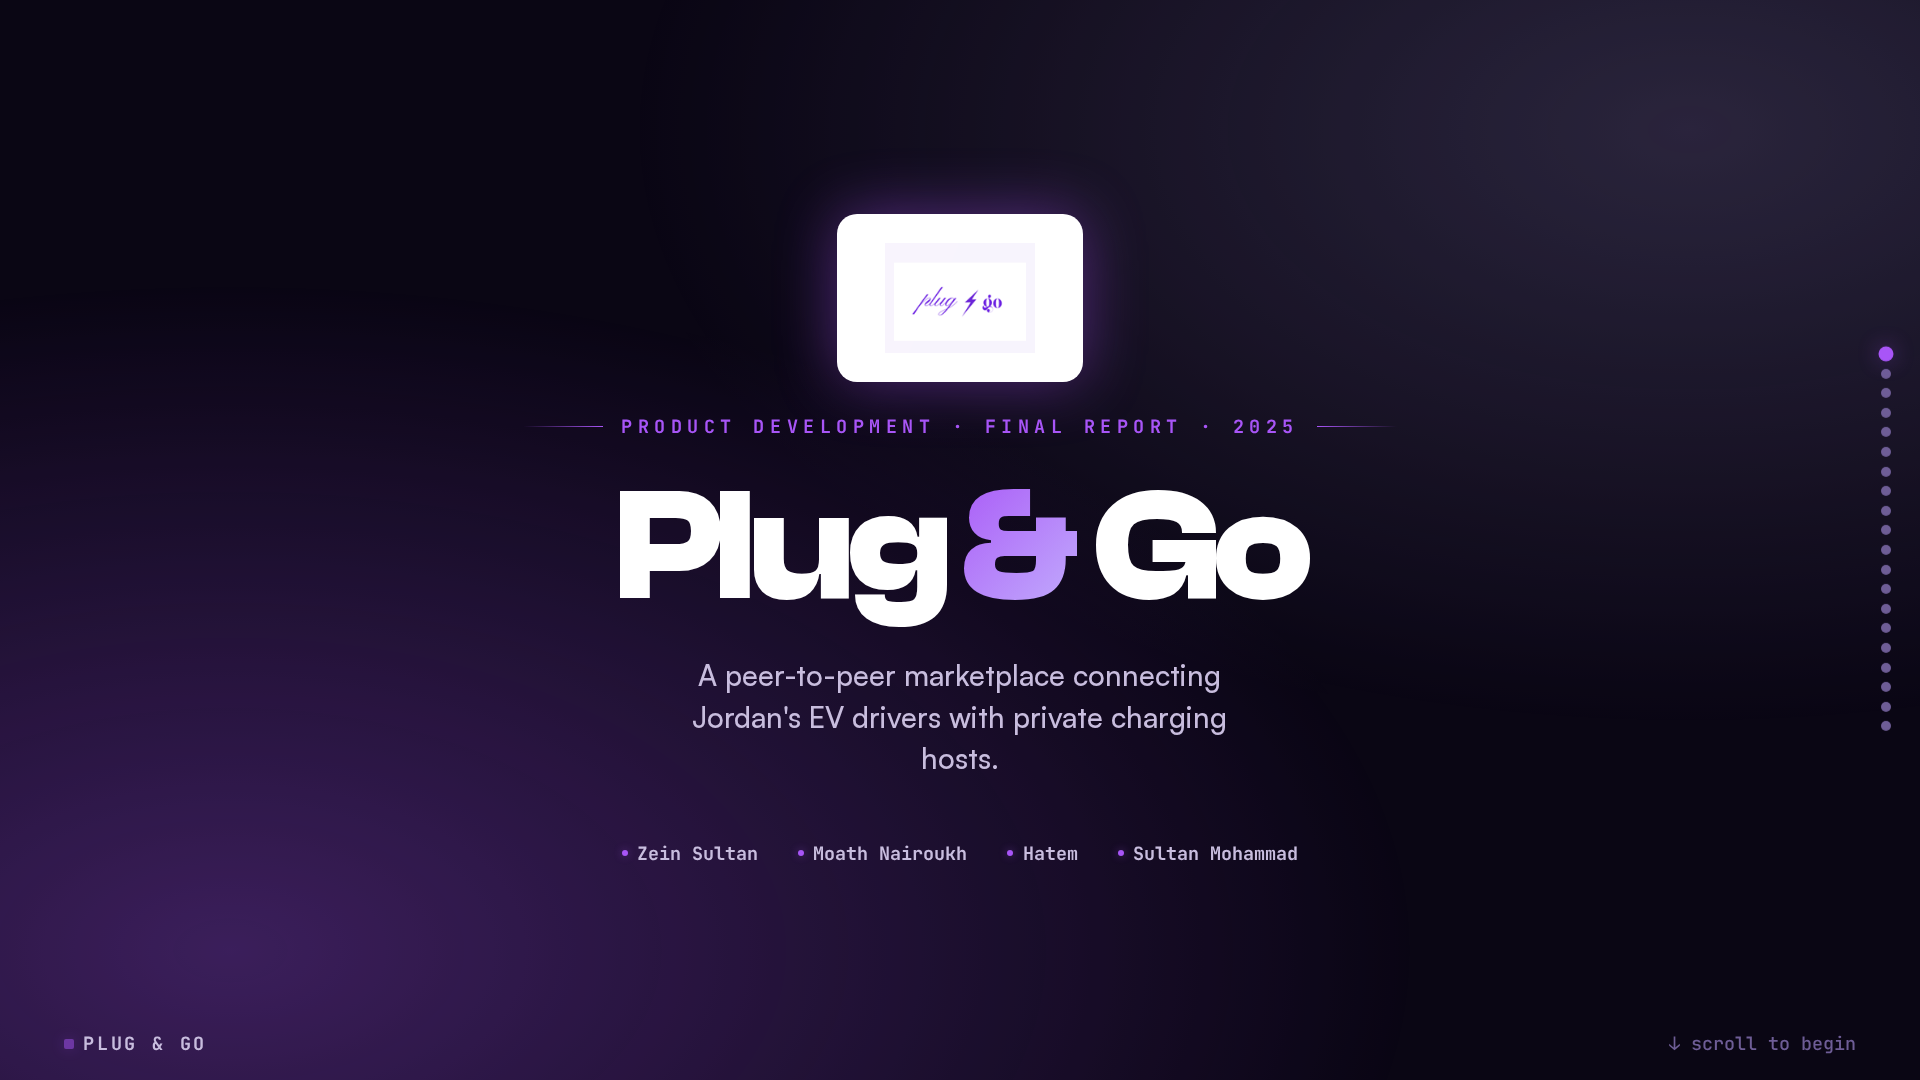 plug go
PRODUCT DEVELOPMENT · FINAL REPORT · 2025
Plug & Go
A peer-to-peer marketplace connecting
Jordan's EV drivers with private charging
hosts.
• Zein Sultan • Moath Nairoukh • Hatem • Sultan Mohammad
PLUG & GO
↓ scroll to begin